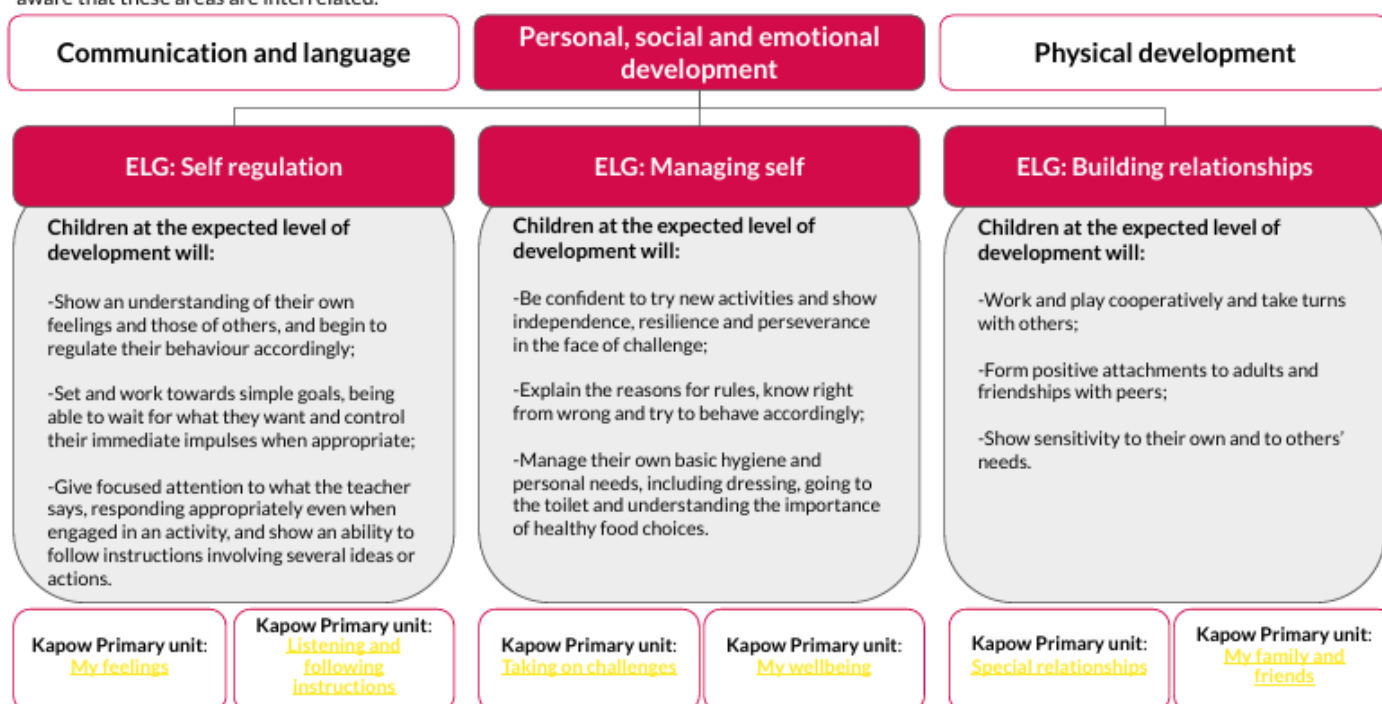 aware that these areas are interrelated.
Communication and language
Personal, social and emotional
development
Physical development
ELG: Self regulation
Children at the expected level of
development will:
-Show an understanding of their own
feelings and those of others, and begin to
regulate their behaviour accordingly;
-Set and work towards simple goals, being
able to wait for what they want and control
their immediate impulses when appropriate;
-Give focused attention to what the teacher
says, responding appropriately even when
engaged in an activity, and show an ability to
follow instructions involving several ideas or
actions.
Kapow Primary unit:
My feelings
Kapow Primary unit:
Listening and
following
instructions
ELG: Managing self
Children at the expected level of
development will:
-Be confident to try new activities and show
independence, resilience and perseverance
in the face of challenge;
-Explain the reasons for rules, know right
from wrong and try to behave accordingly;
-Manage their own basic hygiene and
personal needs, including dressing, going to
the toilet and understanding the importance
of healthy food choices.
Kapow Primary unit:
Taking on challenges
Kapow Primary unit:
My wellbeing
ELG: Building relationships
Children at the expected level of
development will:
-Work and play cooperatively and take turns
with others;
-Form positive attachments to adults and
friendships with peers;
-Show sensitivity to their own and to others’
needs.
Kapow Primary unit:
Special relationships
Kapow Primary unit:
My family and
friends